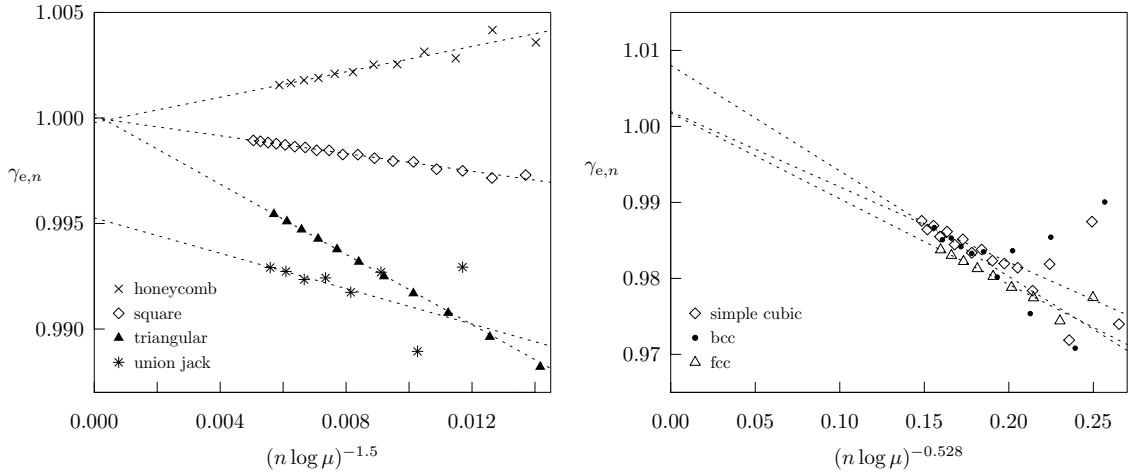 1.005
1.000
γe,n
0.995
0.990
honeycomb
square
triangular
union jack
0.000 0.004 0.008 0.012
(n log μ)−1.5
1.01
1.00
γe,n
0.99
0.98
0.97
simple cubic
bcc
fcc
0.00 0.05 0.10 0.15 0.20 0.25
(n log μ)−0.528